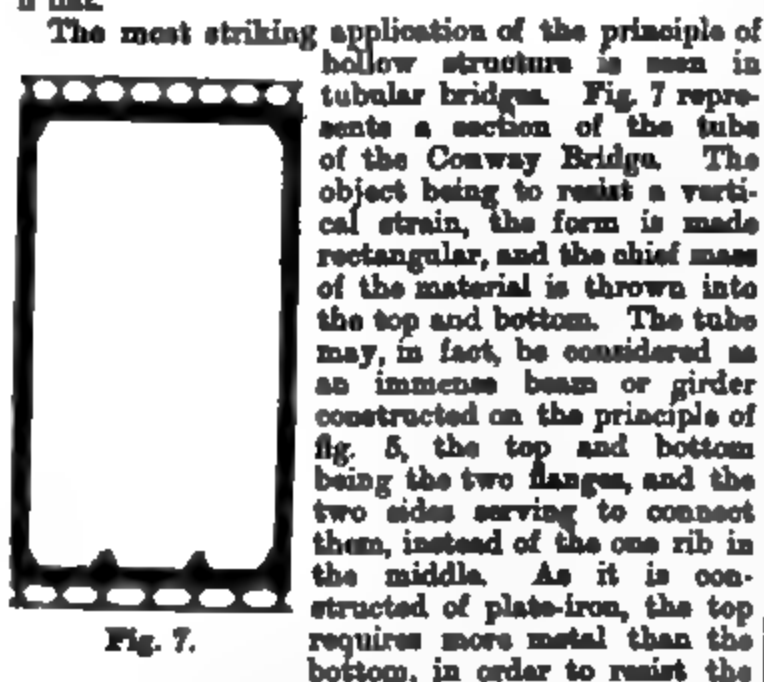 The most striking application of the principle of
hollow structure is seen in
tubular bridges. Fig. 7 repre-
sents a section of the tube
of the Conway Bridge. The
object being to resist a verti-
cal strain, the form is made
rectangular, and the chief mass
of the material is thrown into
the top and bottom. The tube
may, in fact, be considered as
an immense beam or girder
constructed on the principle of
fig. 5, the top and bottom
being the two flanges, and the
two sides serving to connect
them, instead of the one rib in
the middle. As it is con-
structed of plate-iron, the top
requires more metal than the
bottom, in order to resist the
Fig. 7.